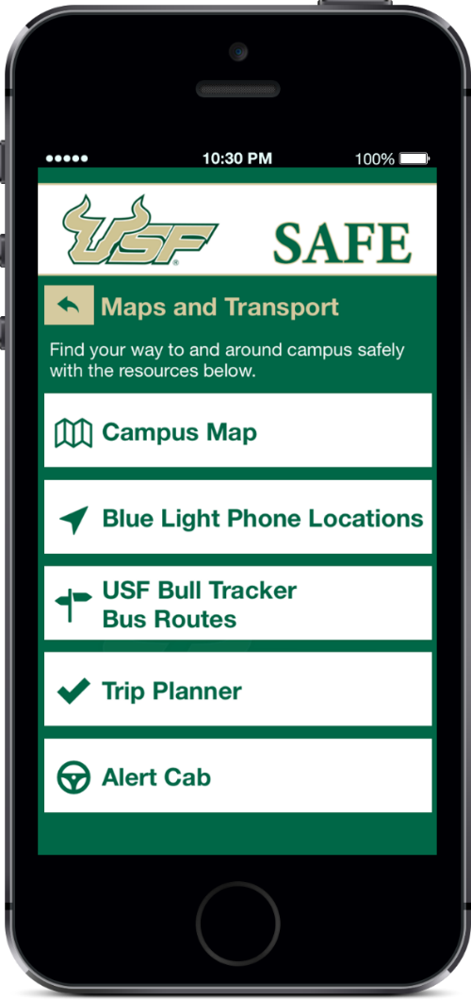 10:30 PM 100%
USF ® SAFE
Maps and Transport
Find your way to and around campus safely
with the resources below.
Campus Map
Blue Light Phone Locations
USF Bull Tracker
Bus Routes
Trip Planner
Alert Cab